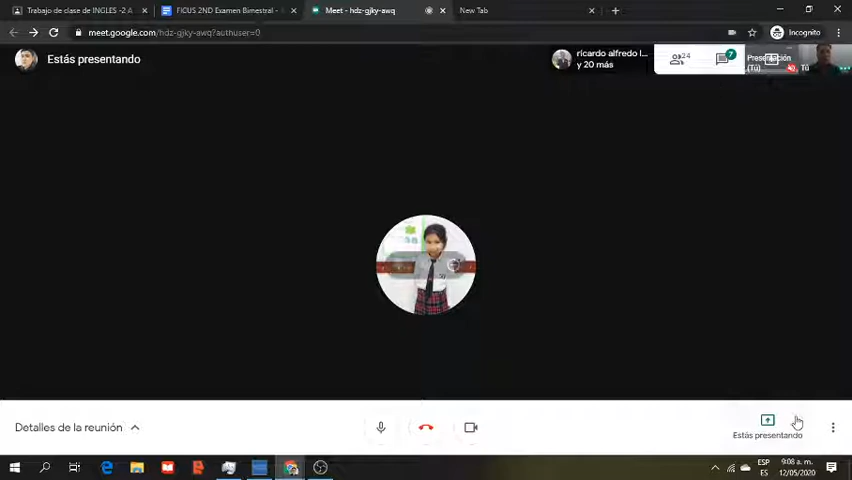 Trabajo de clase de INGLES -2 A
FICUS 2ND Examen Bimestral -
Meet - hdz-gjky-awq
New Tab
meet.google.com/hdz-gjky-awq?authuser=0
Incognito
Estás presentando
ricardo alfredo l...
y 20 más
24
7
Presentación
(Tú)
Tú
Detalles de la reunión
Estás presentando
ESP
ES
9:08 a. m.
12/05/2020